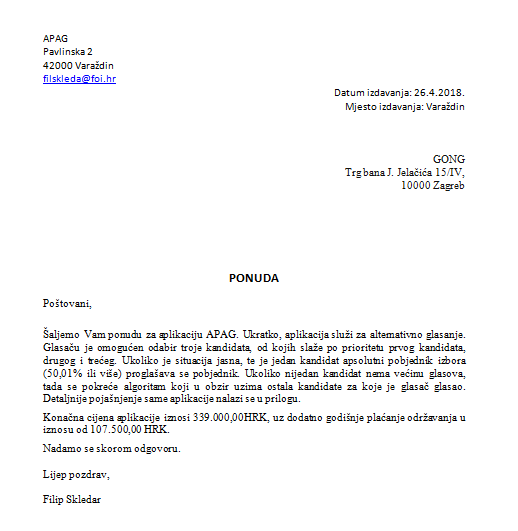 APAG
Pavlinska 2
42000 Varaždin
filskleda@foi.hr
Datum izdavanja: 26.4.2018.
Mjesto izdavanja: Varaždin
GONG
Trg bana J. Jelačića 15/IV,
10000 Zagreb
PONUDA
Poštovani,
Šaljemo Vam ponudu za aplikaciju APAG. Ukratko, aplikacija služi za alternativno glasanje.
Glasaču je omogućen odabir troje kandidata, od kojih slaže po prioritetu prvog kandidata,
drugog i trećeg. Ukoliko je situacija jasna, te je jedan kandidat apsolutni pobjednik izbora
(50,01% ili više) proglašava se pobjednik. Ukoliko nijedan kandidat nema većinu glasova,
tada se pokreće algoritam koji u obzir uzima ostala kandidate za koje je glasač glasao.
Detaljnije pojašnjenje same aplikacije nalazi se u prilogu.
Konačna cijena aplikacije iznosi 339.000,00HRK, uz dodatno godišnje plaćanje održavanja u
iznosu od 107.500,00 HRK.
Nadamo se skorom odgovoru.
Lijep pozdrav,
Filip Skledar